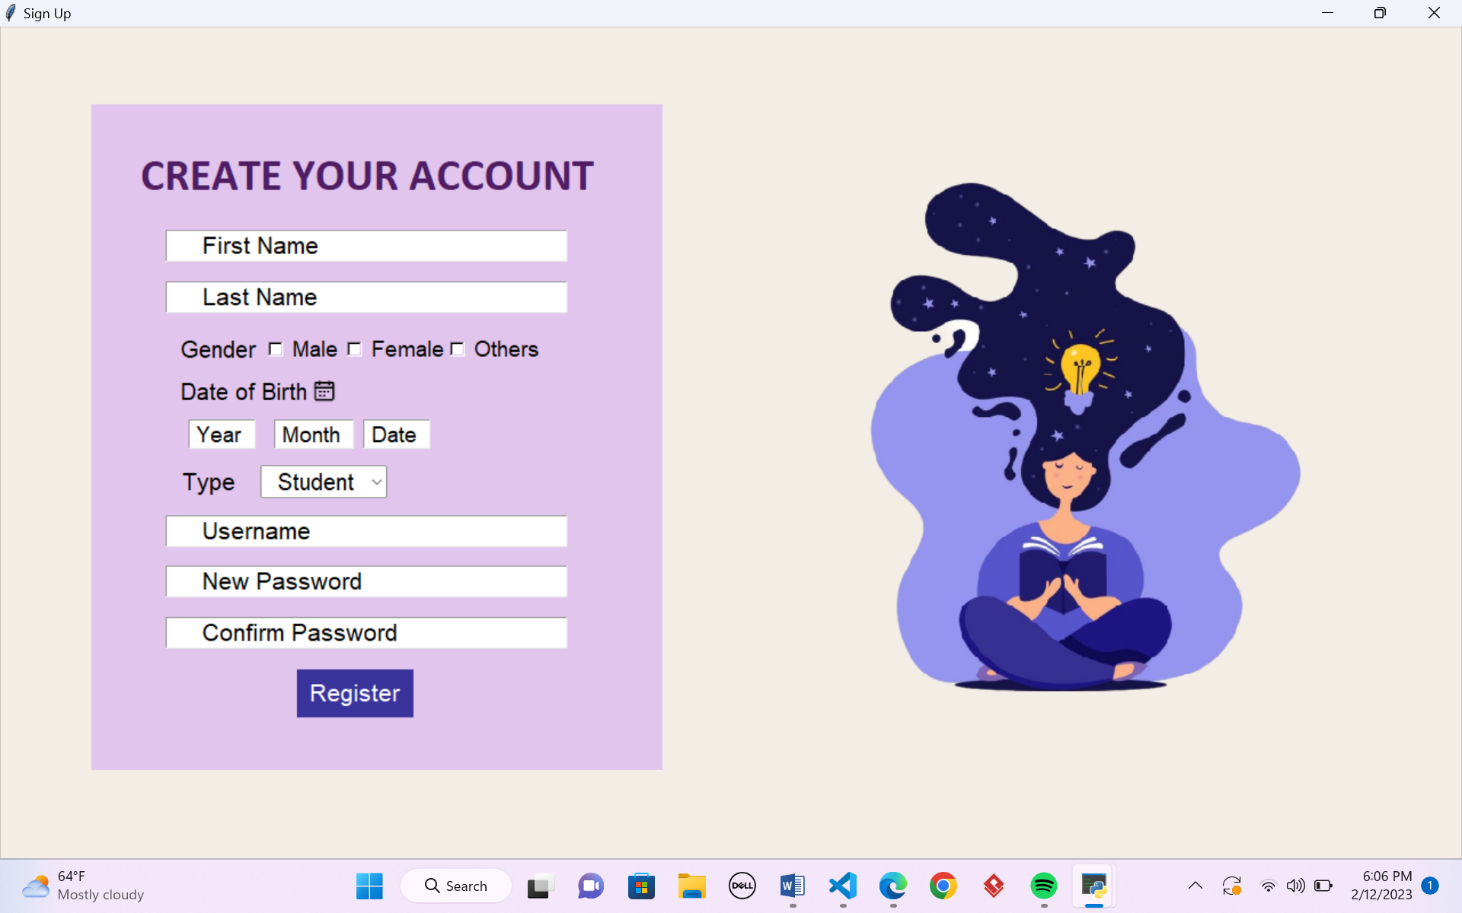 Sign Up
CREATE YOUR ACCOUNT
First Name
Last Name
Gender Male Female Others
Date of Birth
Year Month Date
Type Student
Username
New Password
Confirm Password
Register
64°F
Mostly cloudy
Search
DELL
W
6:06 PM
2/12/2023
1